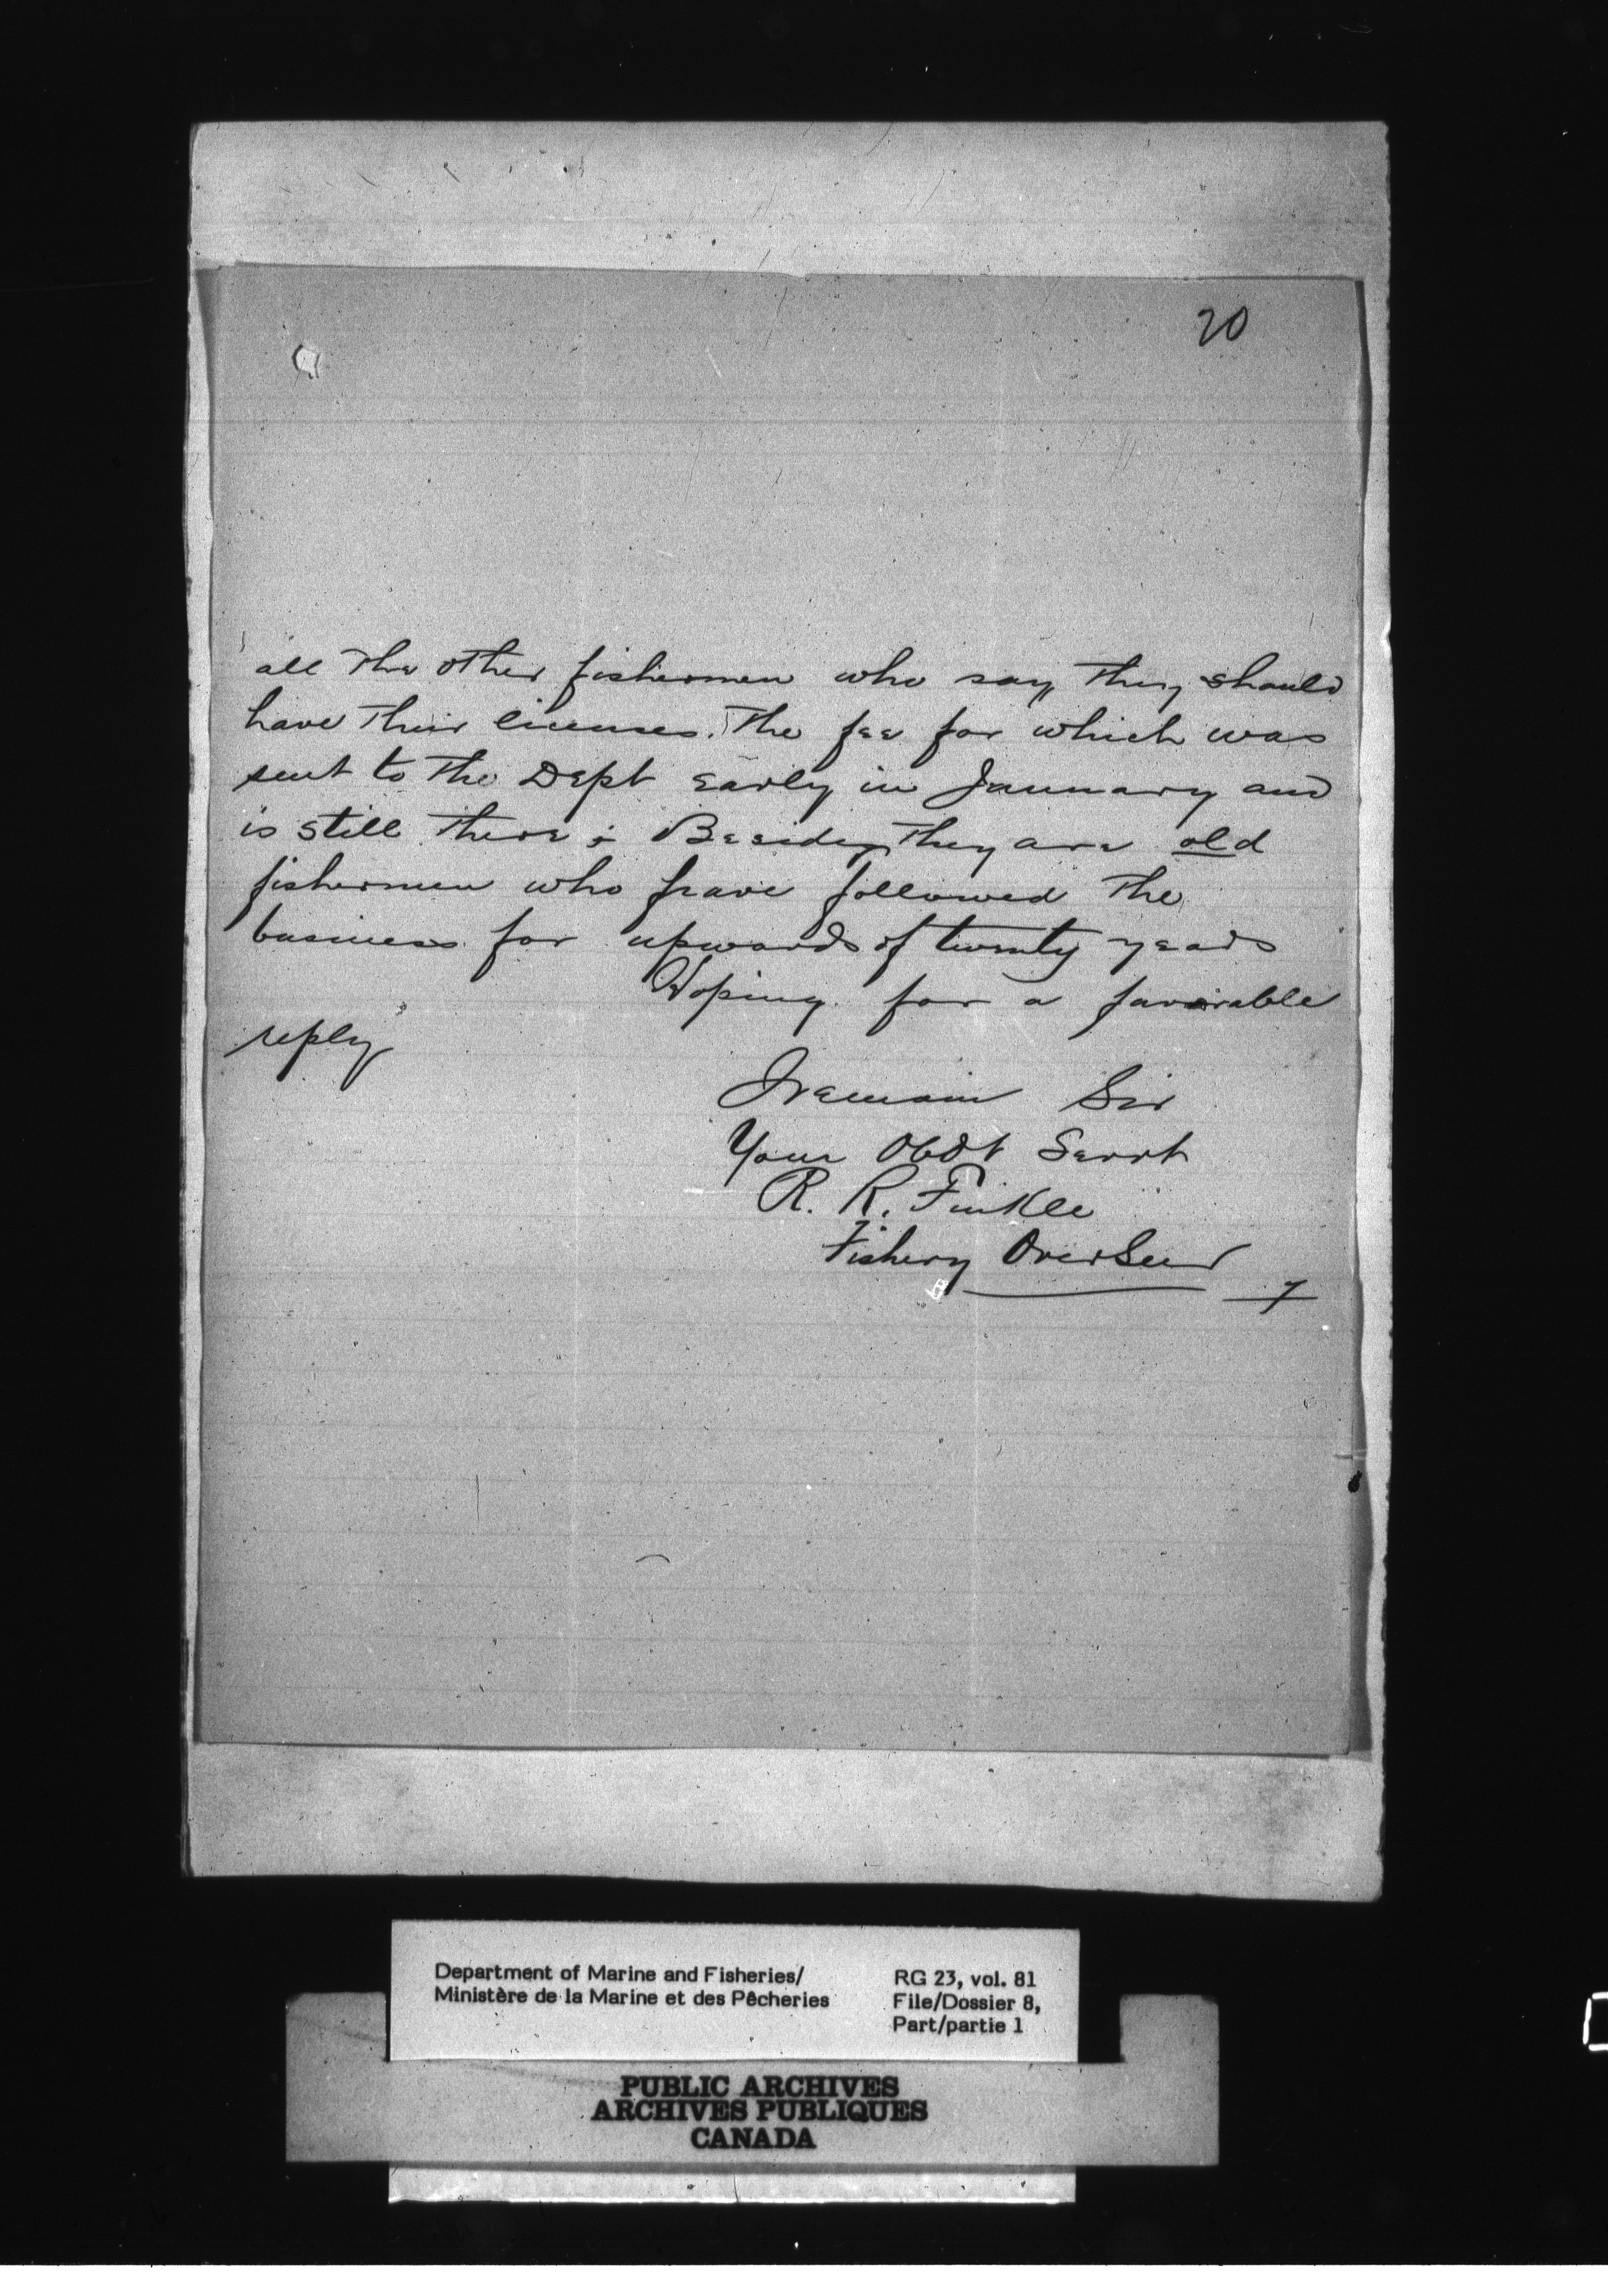 20
all the other fishermen who say they should
have their licenses. The fee for which was
sent to the Dept early in January and
is still there & Besides they are old
fishermen who have followed the
business for upwards of twenty years
Hoping for a favorable
reply
I remain Sir
Your Obdt Servt
R. R. Finkle
Fishery Overseer
Department of Marine and Fisheries/ RG 23, vol. 81
Ministère de la Marine et des Pêcheries File/Dossier 8,
Part/partie 1
PUBLIC ARCHIVES
ARCHIVES PUBLIQUES
CANADA